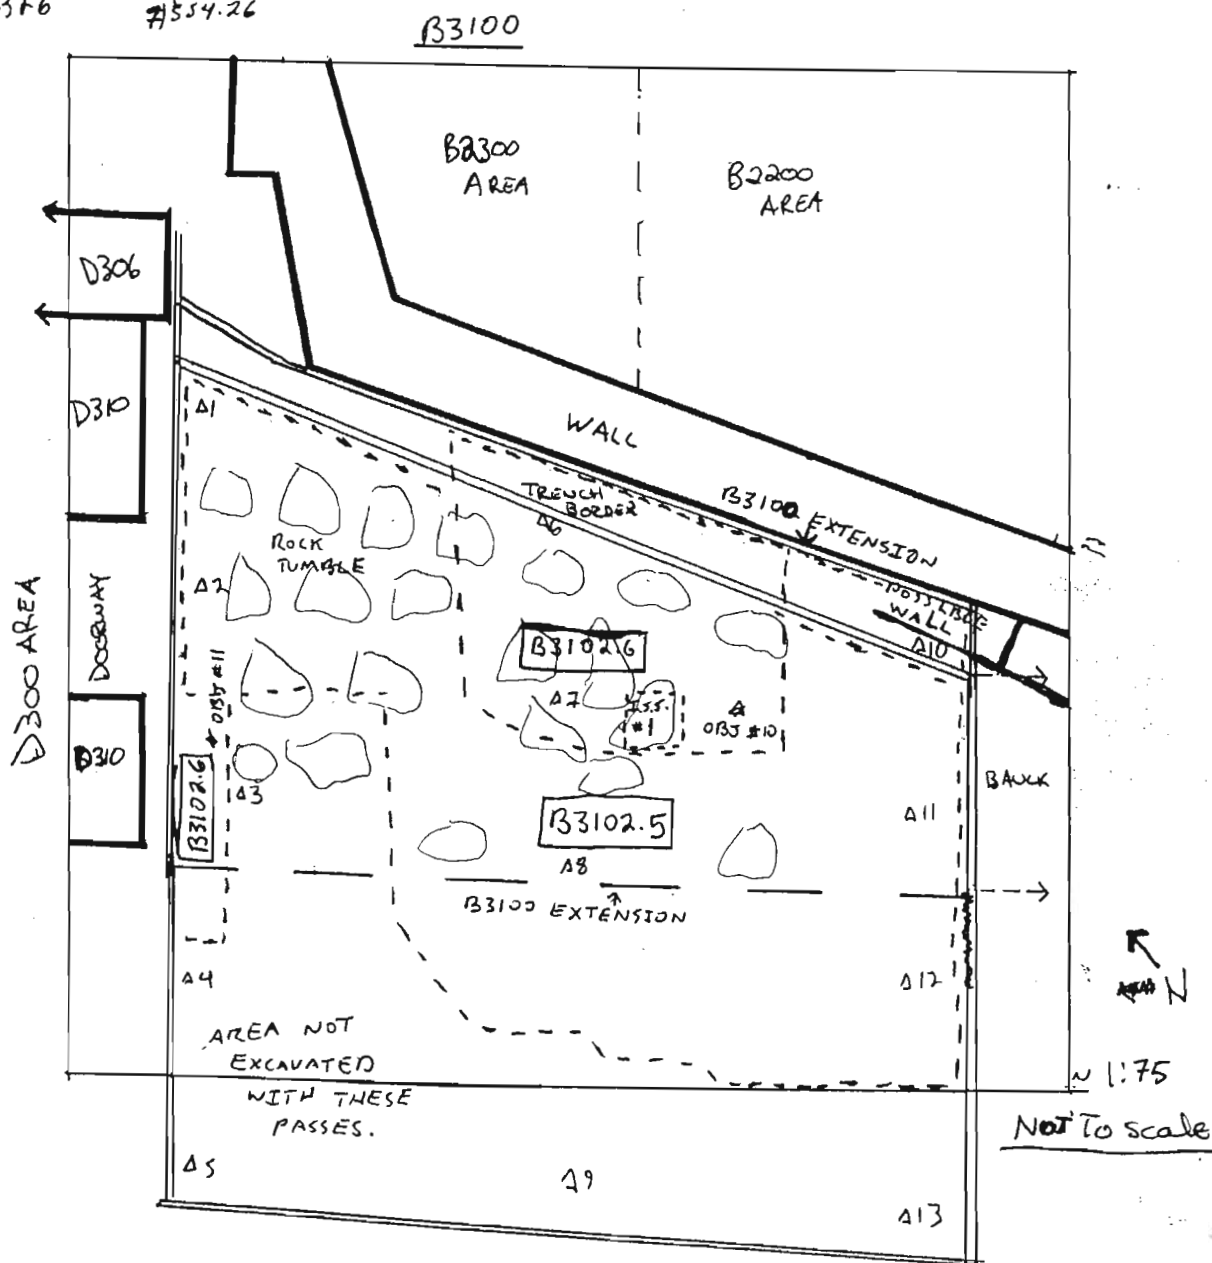 71554.26
B3100
B2300
AREA
B2200
AREA
D306
D310
WALL
TRENCH
BORDER
B3100 EXTENSION
POSSIBLE
WALL
Δ1
Δ6
ROCK
TUMBLE
Δ2
D300 AREA
DOORWAY
OBJ #11
B3102.6
Δ10
Δ7
I.S.S.
#1
Δ
OBJ #10
D310
B3102.6
Δ3
B3102.5
Δ11
BAULK
Δ8
B3100 EXTENSION
Δ4
Δ12
N
AREA NOT
EXCAVATED
WITH THESE
PASSES.
~ 1:75
NOT To scale
Δ5
Δ9
Δ13